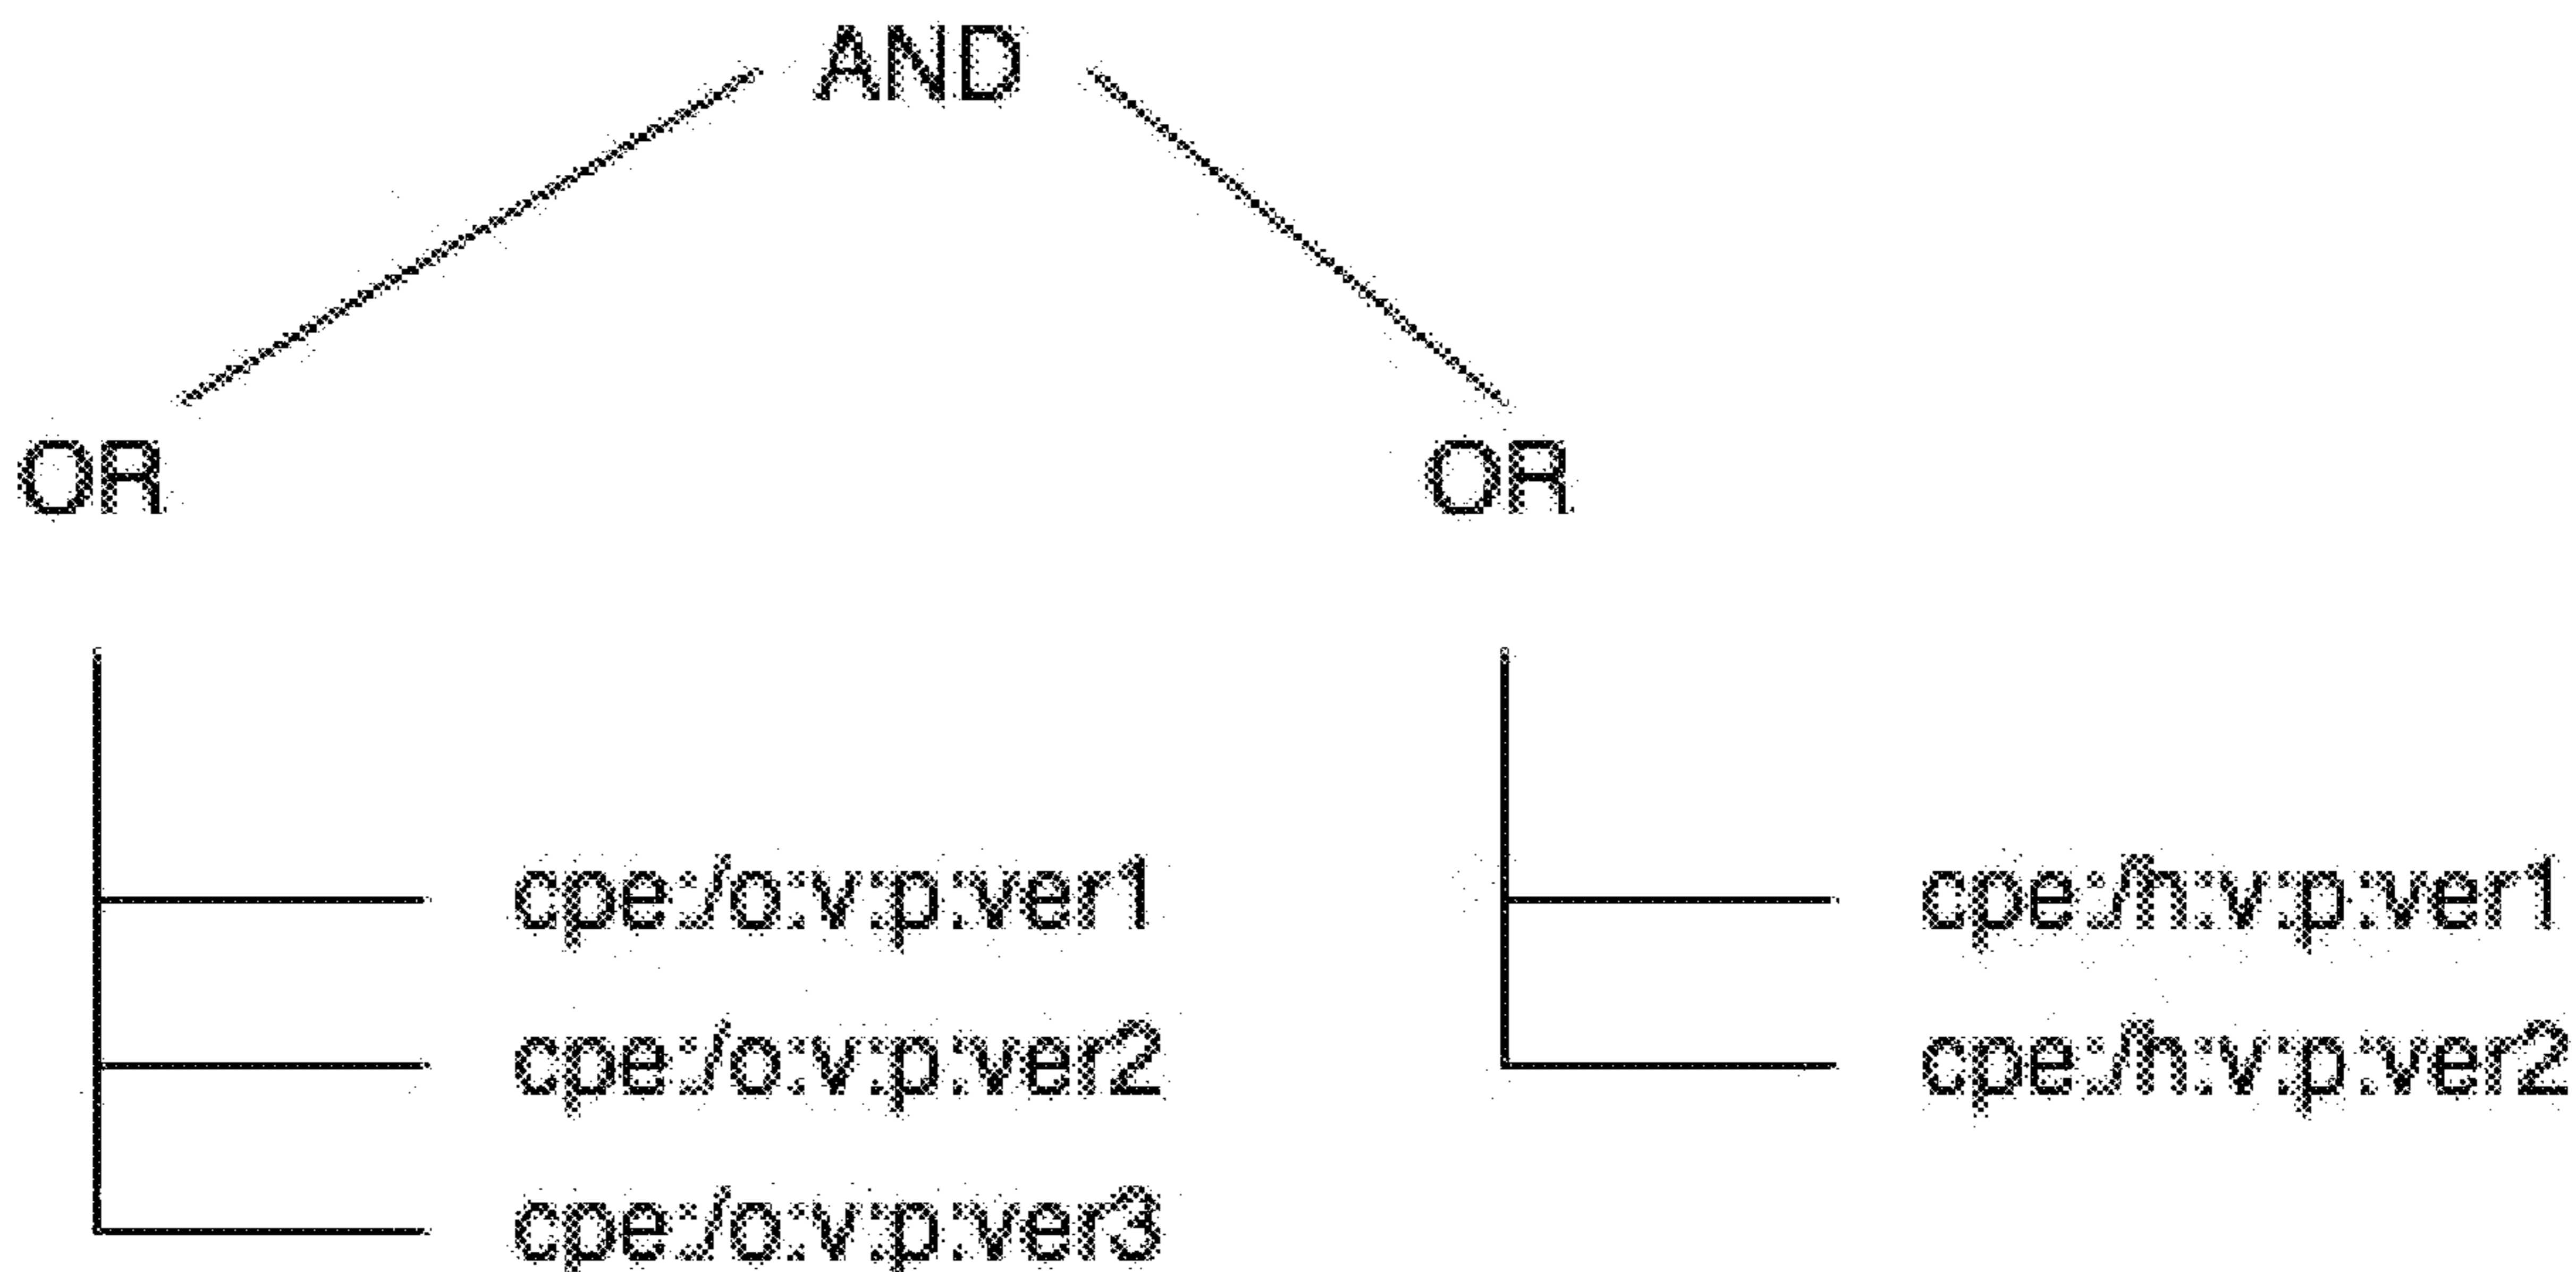 AND
OR
OR
cpe:/o:v:p:ver1
cpe:/o:v:p:ver2
cpe:/o:v:p:ver3
cpe:/h:v:p:ver1
cpe:/h:v:p:ver2